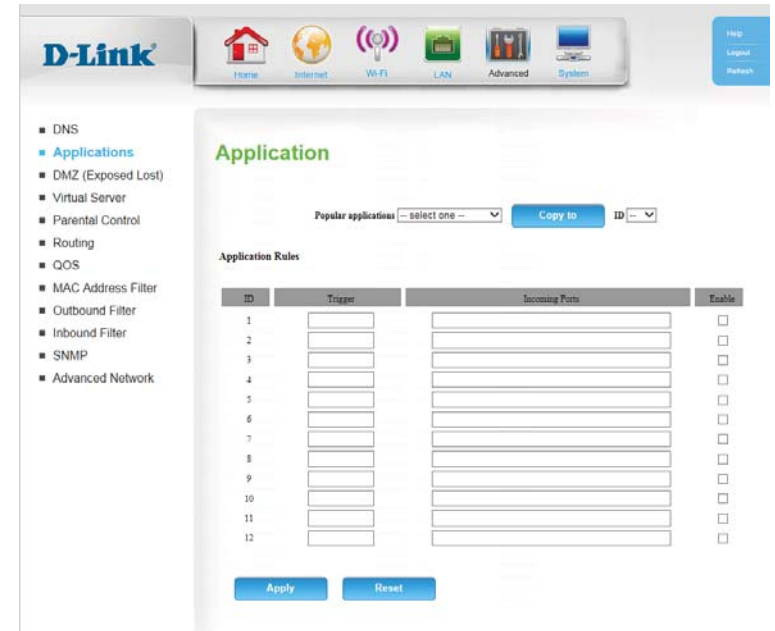 D-Link
Home Internet Wi-Fi LAN Advanced System
Help
Logout
Refresh
DNS
Applications
DMZ (Exposed Lost)
Virtual Server
Parental Control
Routing
QOS
MAC Address Filter
Outbound Filter
Inbound Filter
SNMP
Advanced Network
Application
Popular applications -- select one -- Copy to ID --
Application Rules
ID Trigger Incoming Ports Enable
1
2
3
4
5
6
7
8
9
10
11
12
Apply Reset